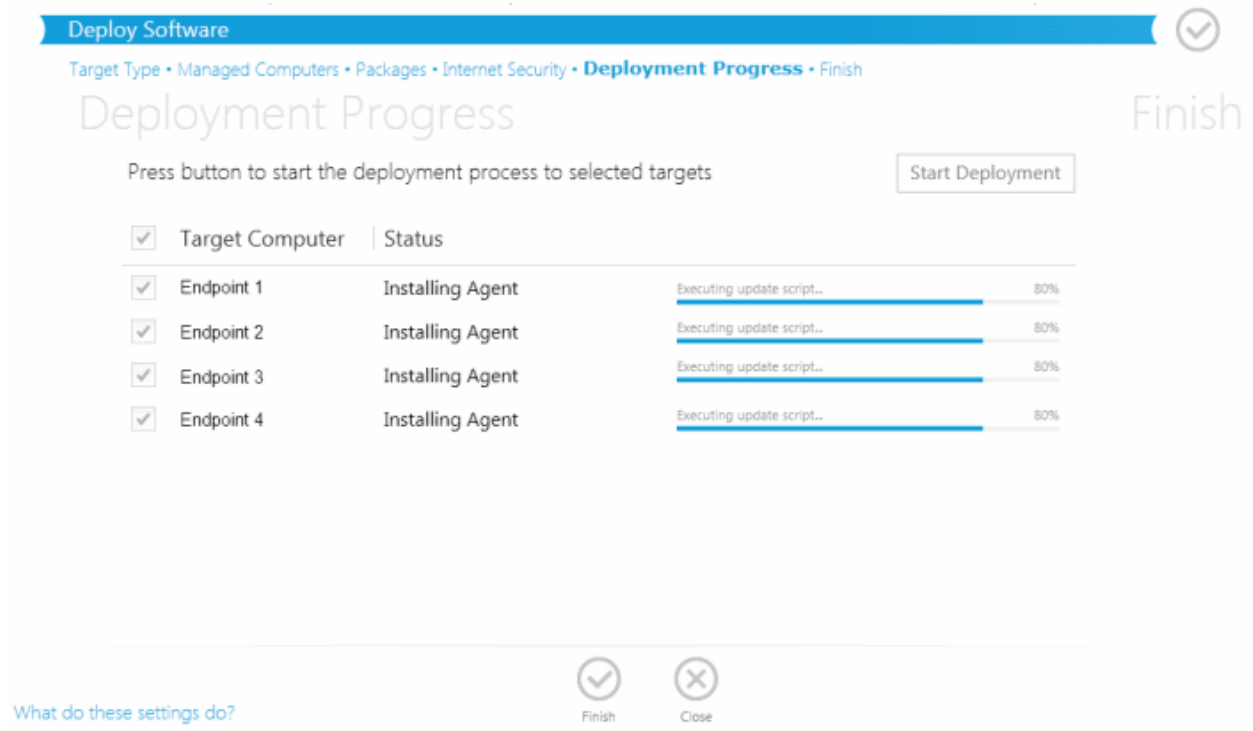 Deploy Software
Target Type • Managed Computers • Packages • Internet Security • Deployment Progress • Finish
Deployment Progress Finish
Press button to start the deployment process to selected targets Start Deployment
Target Computer Status
Endpoint 1 Installing Agent Executing update script... 80%
Endpoint 2 Installing Agent Executing update script... 80%
Endpoint 3 Installing Agent Executing update script... 80%
Endpoint 4 Installing Agent Executing update script... 80%
Finish Close
What do these settings do?